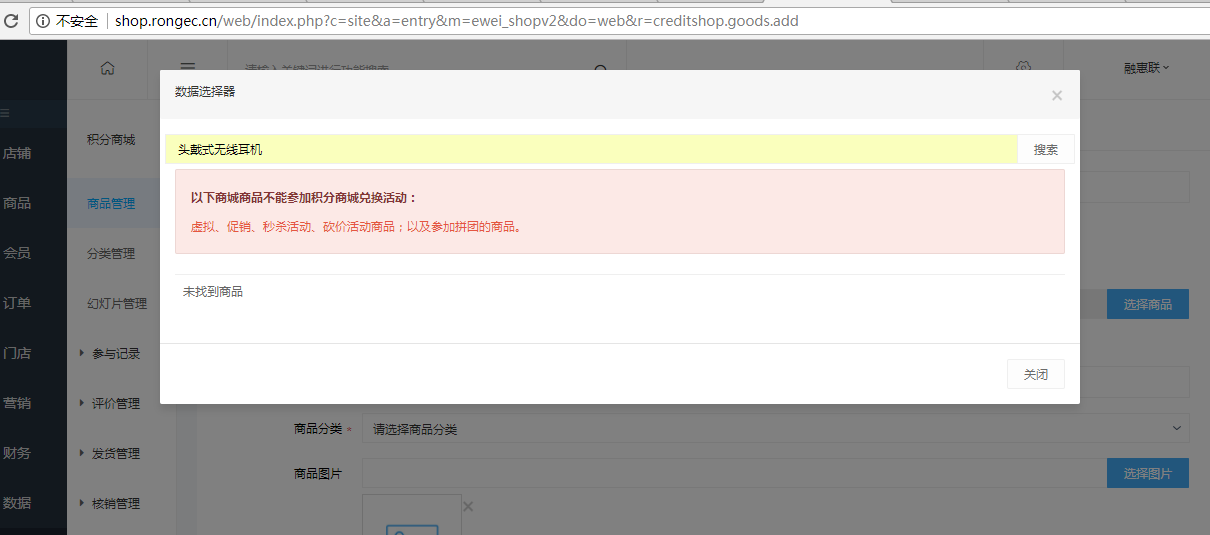 不安全 shop.rongec.cn/web/index.php?c=site&a=entry&m=ewei_shopv2&do=web&r=creditshop.goods.add
融惠联
数据选择器
×
头戴式无线耳机 搜索
以下商城商品不能参加积分商城兑换活动：
虚拟、促销、秒杀活动、砍价活动商品；以及参加拼团的商品。
未找到商品
关闭
店铺
商品
会员
订单
门店
营销
财务
数据
积分商城
商品管理
分类管理
幻灯片管理
参与记录
评价管理
发货管理
核销管理
选择商品
商品分类 * 请选择商品分类
商品图片 选择图片
×